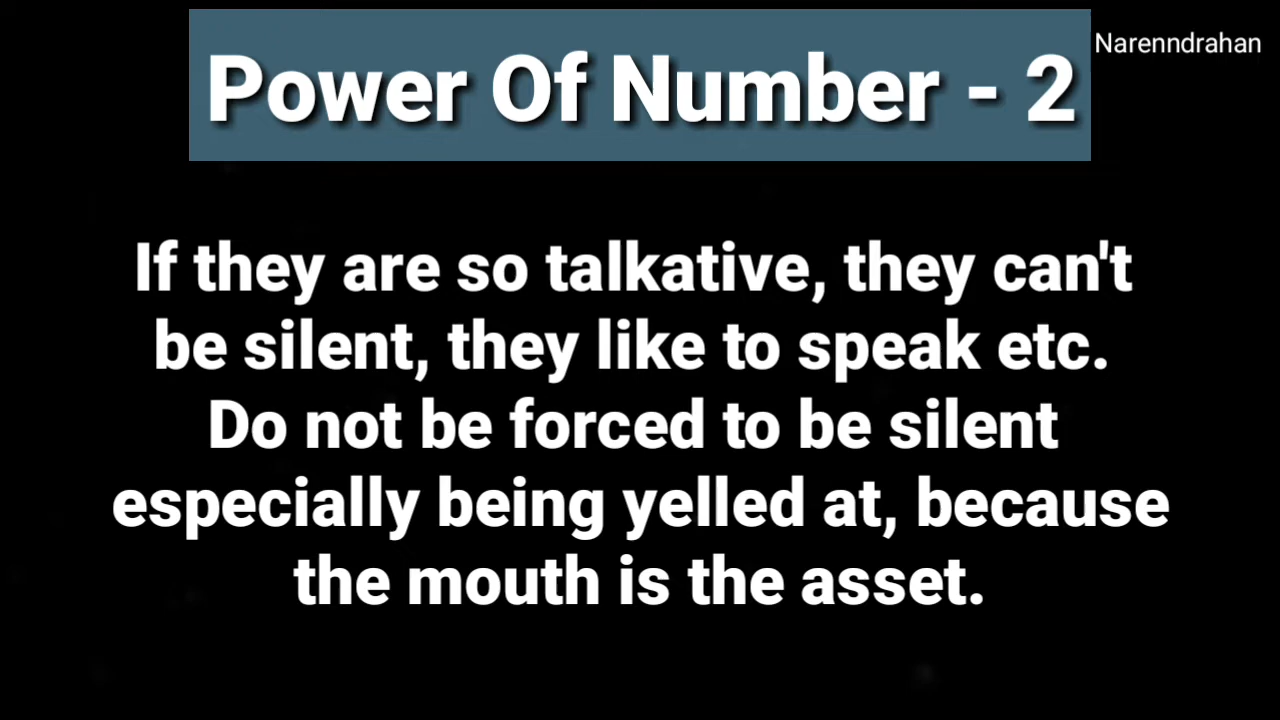 Power Of Number - 2
Narenndrahan
If they are so talkative, they can't
be silent, they like to speak etc.
Do not be forced to be silent
especially being yelled at, because
the mouth is the asset.